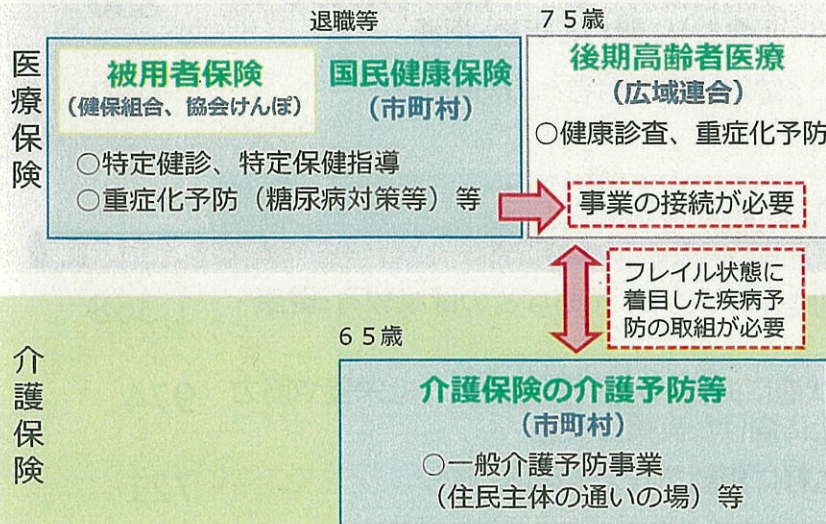 退職等
75歳
医療保険
被用者保険
(健保組合、協会けんぽ)
国民健康保険
(市町村)
○特定健診、特定保健指導
○重症化予防(糖尿病対策等)等
後期高齢者医療
(広域連合)
○健康診査、重症化予防
事業の接続が必要
フレイル状態に
着目した疾病予
防の取組が必要
65歳
介護保険
介護保険の介護予防等
(市町村)
○一般介護予防事業
(住民主体の通いの場)等